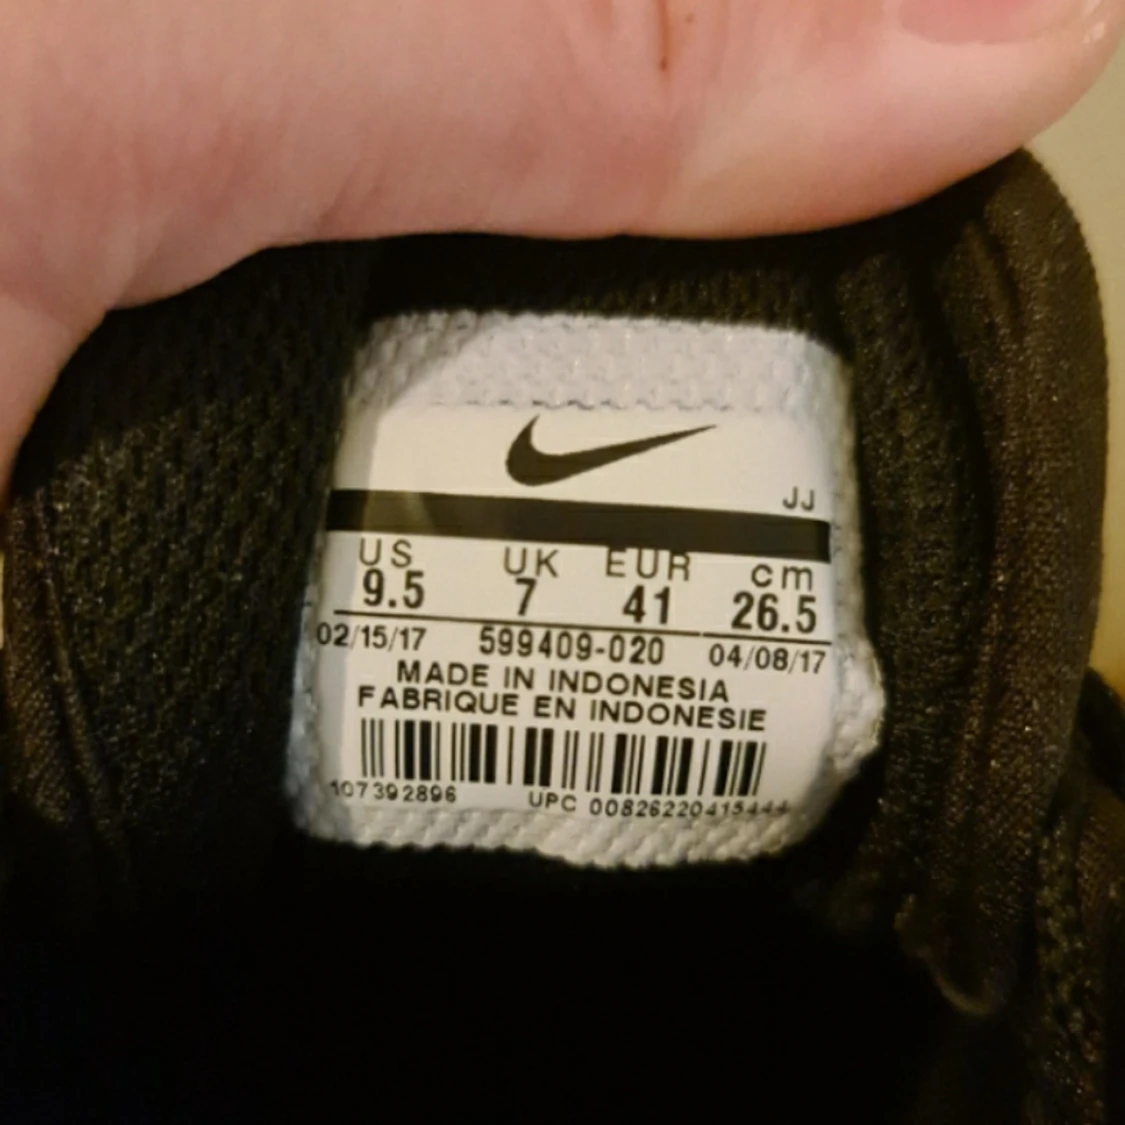 JJ
US UK EUR cm
9.5 7 41 26.5
02/15/17 599409-020 04/08/17
MADE IN INDONESIA
FABRIQUE EN INDONESIE
107392896 UPC 00826220415444